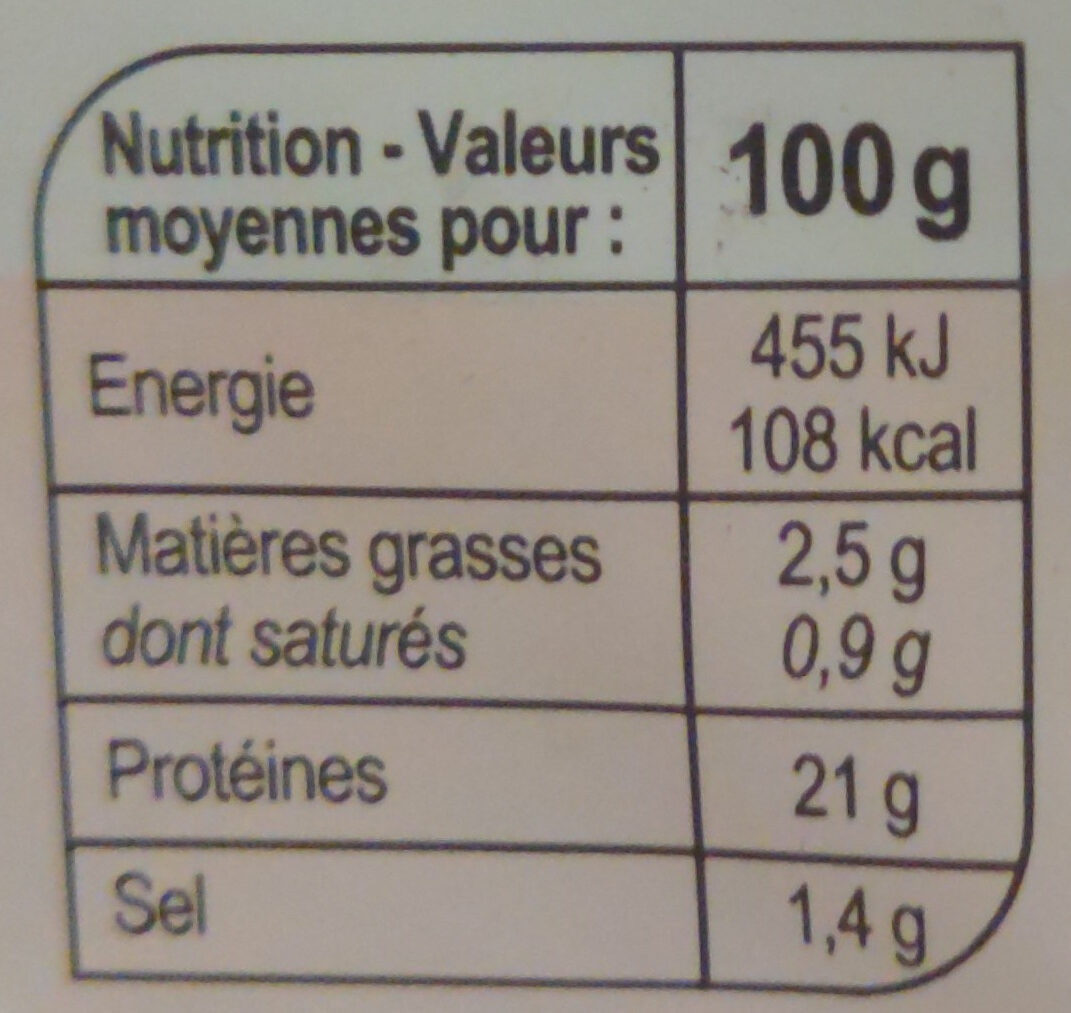 Nutrition - Valeurs
moyennes pour :
100 g
Energie
455 kJ
108 kcal
Matières grasses
2,5 g
dont saturés
0,9 g
Protéines
21 g
Sel
1,4 g